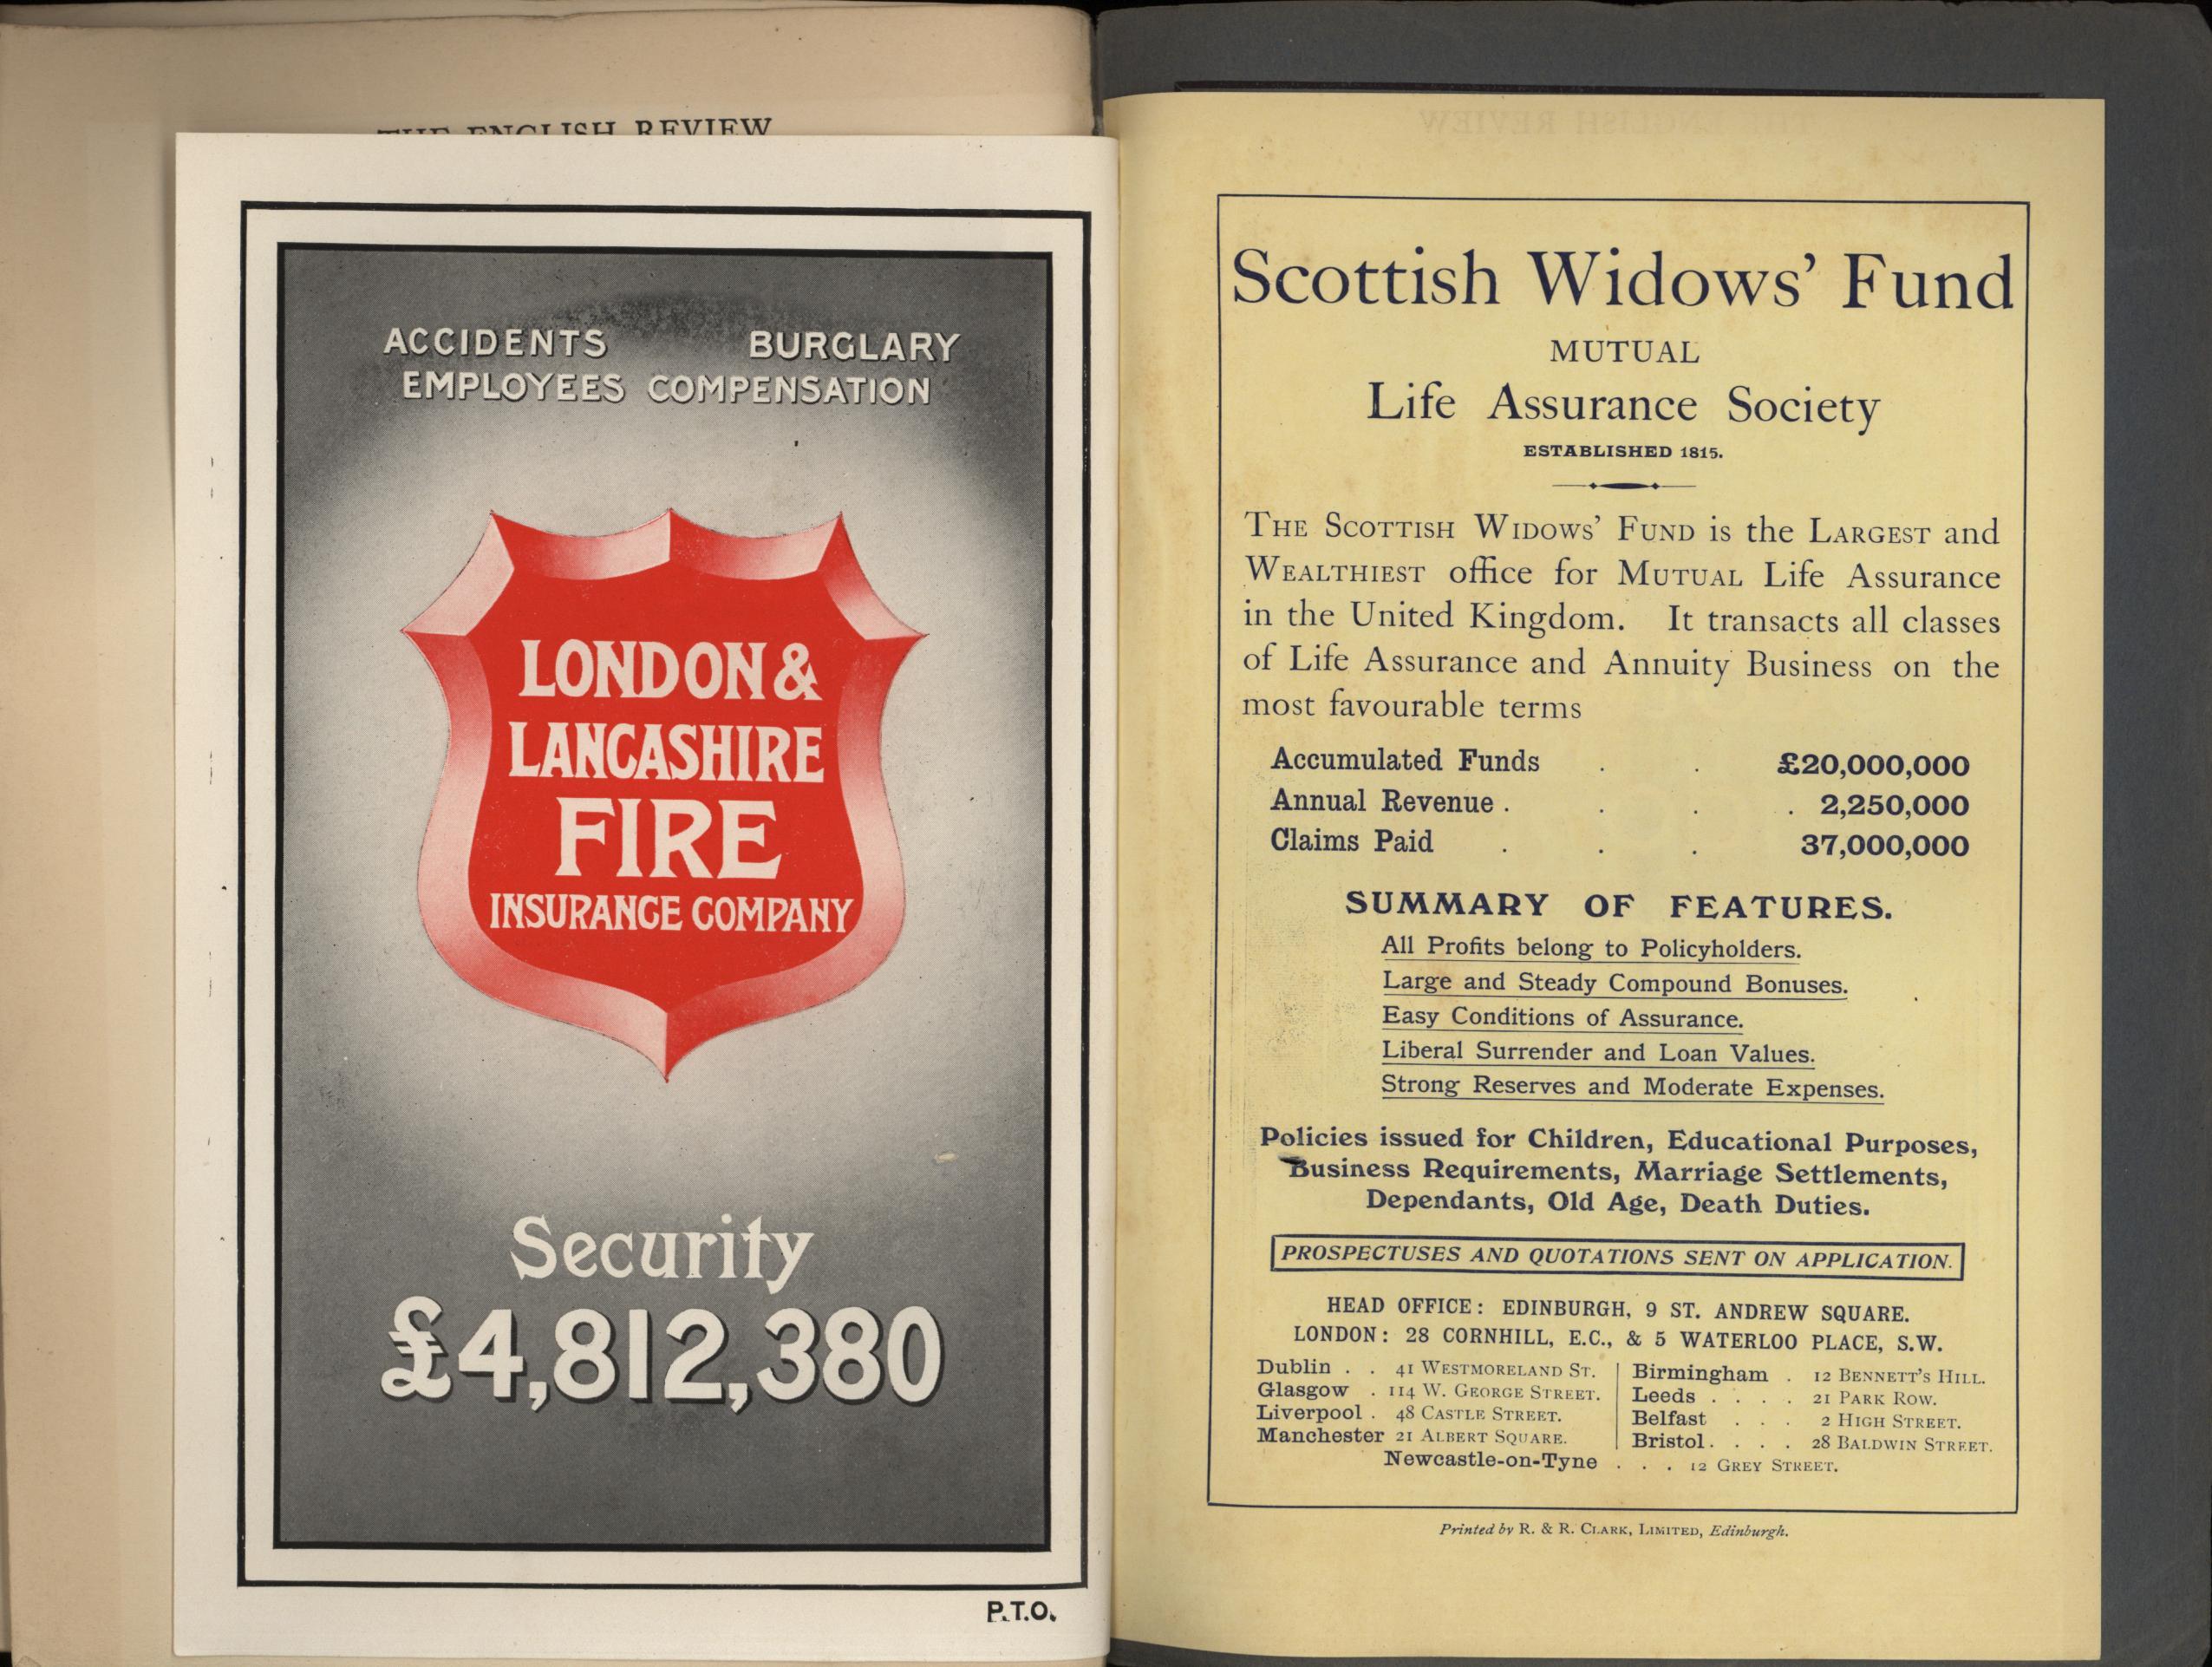 THE ENGLISH REVIEW
ACCIDENTS BURGLARY
EMPLOYEES COMPENSATION
LONDON &
LANCASHIRE
FIRE
INSURANCE COMPANY
Security
£4,812,380
P.T.O.
Scottish Widows' Fund
MUTUAL
Life Assurance Society
ESTABLISHED 1815.
THE SCOTTISH WIDOWS' FUND is the LARGEST and
WEALTHIEST office for MUTUAL Life Assurance
in the United Kingdom. It transacts all classes
of Life Assurance and Annuity Business on the
most favourable terms
Accumulated Funds . . £20,000,000
Annual Revenue . . . . 2,250,000
Claims Paid . . . 37,000,000
SUMMARY OF FEATURES.
All Profits belong to Policyholders.
Large and Steady Compound Bonuses.
Easy Conditions of Assurance.
Liberal Surrender and Loan Values.
Strong Reserves and Moderate Expenses.
Policies issued for Children, Educational Purposes,
Business Requirements, Marriage Settlements,
Dependants, Old Age, Death Duties.
PROSPECTUSES AND QUOTATIONS SENT ON APPLICATION.
HEAD OFFICE: EDINBURGH, 9 ST. ANDREW SQUARE.
LONDON: 28 CORNHILL, E.C., & 5 WATERLOO PLACE, S.W.
Dublin . . 41 WESTMORELAND ST.
Glasgow . 114 W. GEORGE STREET.
Liverpool . 48 CASTLE STREET.
Manchester 21 ALBERT SQUARE.
Birmingham . 12 BENNETT'S HILL.
Leeds . . . . 21 PARK ROW.
Belfast . . . 2 HIGH STREET.
Bristol . . . . 28 BALDWIN STREET.
Newcastle-on-Tyne . . . 12 GREY STREET.
Printed by R. & R. CLARK, LIMITED, Edinburgh.